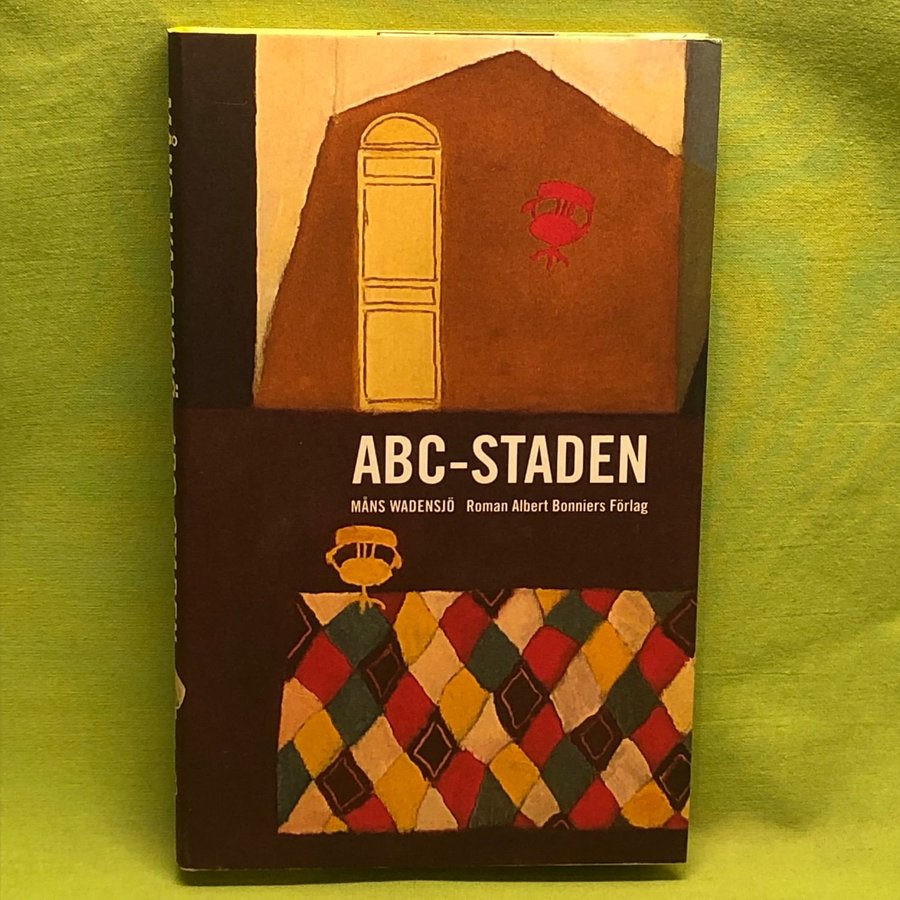 ABC-STADEN
MÅNS WADENSJÖ Roman Albert Bonniers Förlag